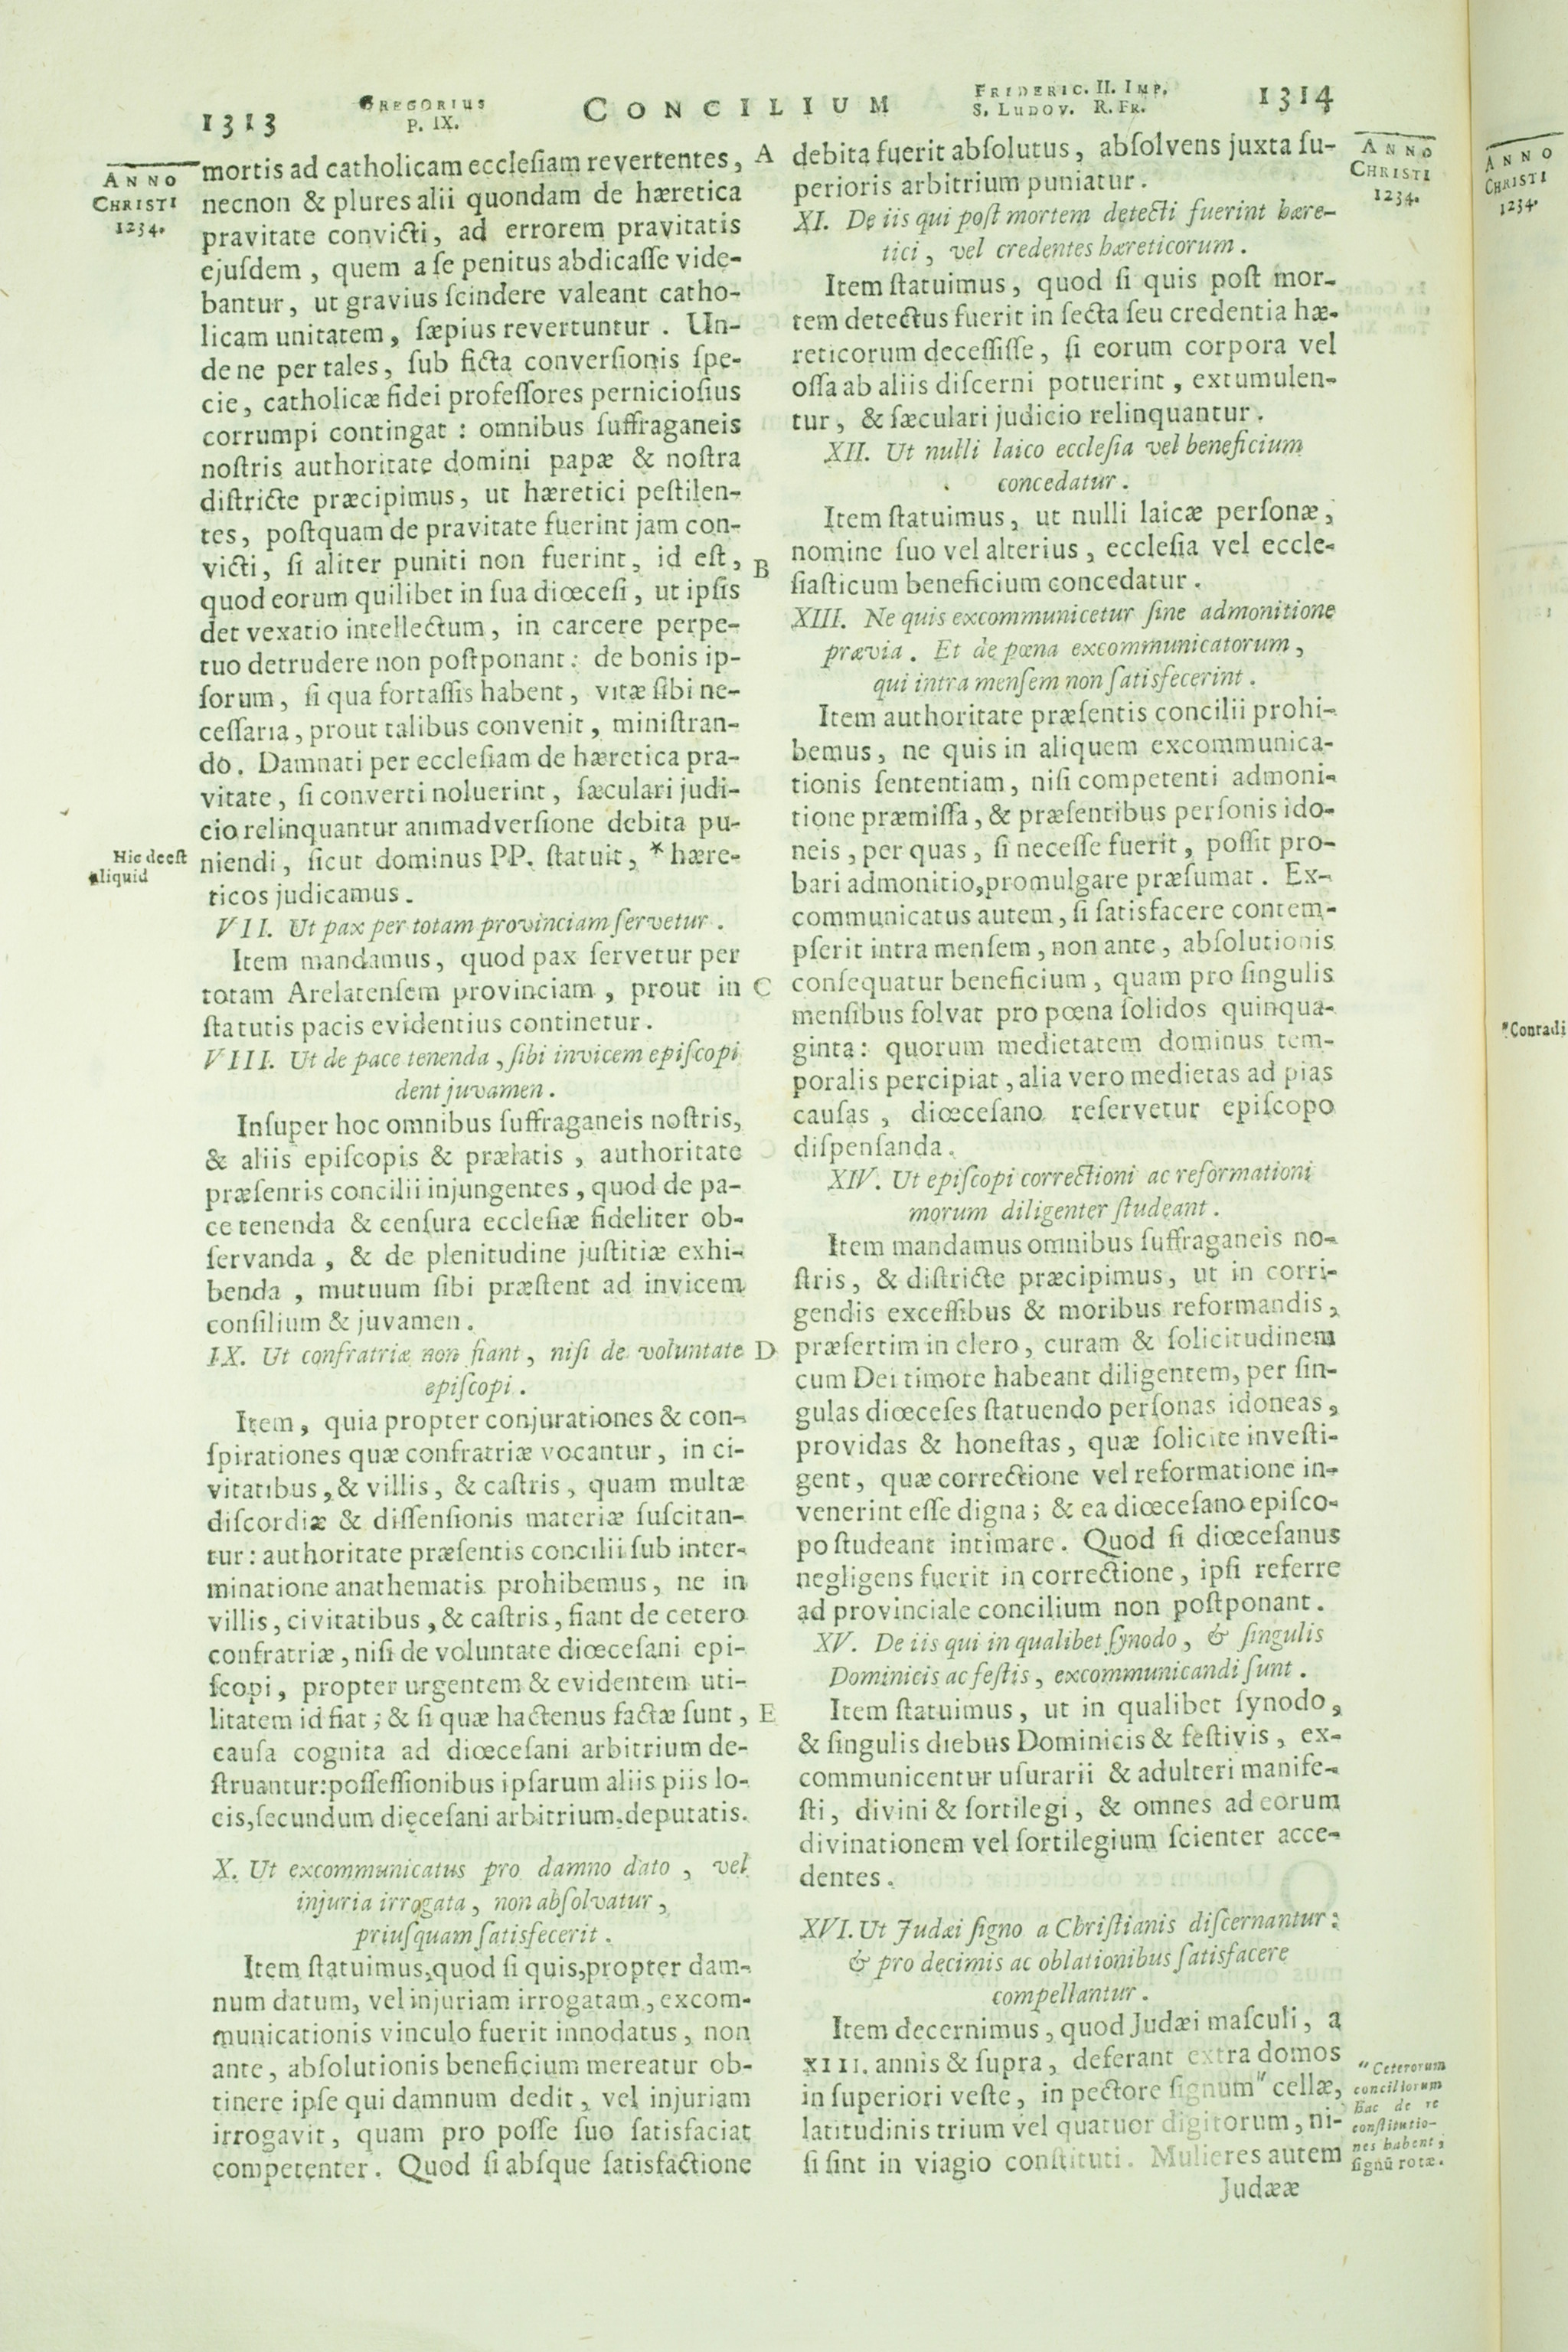 1313
GREGORIUS
P. IX.
CONCILIUM
FRIDERIC. II. IMP.
S. LUDOV. R. FR.
1314
ANNO
CHRISTI
1234.
mortis ad catholicam eccleſiam revertentes,
necnon & plures alii quondam de hæretica
pravitate convicti, ad errorem pravitatis
ejuſdem, quem a ſe penitus abdicaſſe vide-
bantur, ut gravius ſcindere valeant catho-
licam unitatem, ſæpius revertuntur. Un-
de ne per tales, ſub ficta converſionis ſpe-
cie, catholicæ fidei profeſſores pernicioſius
corrumpi contingat: omnibus ſuffraganeis
noſtris authoritate domini papæ & noſtra
diſtricte præcipimus, ut hæretici peſtilen-
tes, poſtquam de pravitate fuerint jam con-
victi, ſi aliter puniti non fuerint, id eſt,
quod eorum quilibet in ſua diœceſi, ut ipſis
det vexatio intellectum, in carcere perpe-
tuo detrudere non poſtponant: de bonis ip-
ſorum, ſi qua fortaſſis habent, vitæ ſibi ne-
ceſſaria, prout talibus convenit, miniſtran-
do. Damnati per eccleſiam de hæretica pra-
vitate, ſi converti noluerint, ſæculari judi-
cio relinquantur animadverſione debita pu-
Hic deeſt
aliquid
niendi, ſicut dominus PP. ſtatuit, * hære-
ticos judicamus.
VII. Ut pax per totam provinciam ſervetur.
Item mandamus, quod pax ſervetur per
totam Arelatenſem provinciam, prout in
ſtatutis pacis evidentius continetur.
VIII. Ut de pace tenenda, ſibi invicem epiſcopi
dent juvamen.
Inſuper hoc omnibus ſuffraganeis noſtris,
& aliis epiſcopis & prælatis, authoritate
præſentis concilii injungentes, quod de pa-
ce tenenda & cenſura eccleſiæ fideliter ob-
ſervanda, & de plenitudine juſtitiæ exhi-
benda, mutuum ſibi præſtent ad invicem
conſilium & juvamen.
IX. Ut confratriæ non fiant, niſi de voluntate
epiſcopi.
Item, quia propter conjurationes & con-
ſpirationes quæ confratriæ vocantur, in ci-
vitatibus, & villis, & caſtris, quam multæ
diſcordiæ & diſſenſionis materiæ ſuſcitan-
tur: authoritate præſentis concilii ſub inter-
minatione anathematis prohibemus, ne in
villis, civitatibus, & caſtris, fiant de cetero
confratriæ, niſi de voluntate diœceſani epi-
ſcopi, propter urgentem & evidentem uti-
litatem id fiat; & ſi quæ hactenus factæ ſunt,
cauſa cognita ad diœceſani arbitrium de-
ſtruantur: poſſeſſionibus ipſarum aliis piis lo-
cis, ſecundum dięceſani arbitrium, deputatis.
X. Ut excommunicatus pro damno dato, vel
injuria irrogata, non abſolvatur,
priuſquam ſatisfecerit.
Item ſtatuimus, quod ſi quis, propter dam-
num datum, vel injuriam irrogatam, excom-
municationis vinculo fuerit innodatus, non
ante, abſolutionis beneficium mereatur ob-
tinere ipſe qui damnum dedit, vel injuriam
irrogavit, quam pro poſſe ſuo ſatisfaciat
competenter. Quod ſi abſque ſatisfactione
A
B
C
D
E
debita fuerit abſolutus, abſolvens juxta ſu-
perioris arbitrium puniatur.
XI. De iis qui poſt mortem detecti fuerint hære-
tici, vel credentes hæreticorum.
Item ſtatuimus, quod ſi quis poſt mor-
tem detectus fuerit in ſecta ſeu credentia hæ-
reticorum deceſſiſſe, ſi eorum corpora vel
oſſa ab aliis diſcerni potuerint, extumulen-
tur, & ſæculari judicio relinquantur.
XII. Ut nulli laico eccleſia vel beneficium
concedatur.
Item ſtatuimus, ut nulli laicæ perſonæ,
nomine ſuo vel alterius, eccleſia vel eccle-
ſiaſticum beneficium concedatur.
XIII. Ne quis excommunicetur ſine admonitione
prævia. Et de pœna excommunicatorum,
qui intra menſem non ſatisfecerint.
Item authoritate præſentis concilii prohi-
bemus, ne quis in aliquem excommunica-
tionis ſententiam, niſi competenti admoni-
tione præmiſſa, & præſentibus perſonis ido-
neis, per quas, ſi neceſſe fuerit, poſſit pro-
bari admonitio, promulgare præſumat. Ex-
communicatus autem, ſi ſatisfacere contem-
pſerit intra menſem, non ante, abſolutionis
conſequatur beneficium, quam pro ſingulis
menſibus ſolvat pro pœna ſolidos quinqua-
ginta: quorum medietatem dominus tem-
poralis percipiat, alia vero medietas ad pias
cauſas, diœceſano reſervetur epiſcopo
diſpenſanda.
XIV. Ut epiſcopi correctioni ac reformationi
morum diligenter ſtudeant.
Item mandamus omnibus ſuffraganeis no-
ſtris, & diſtricte præcipimus, ut in corri-
gendis exceſſibus & moribus reformandis,
præſertim in clero, curam & ſolicitudinem
cum Dei timore habeant diligentem, per ſin-
gulas diœceſes ſtatuendo perſonas idoneas,
providas & honeſtas, quæ ſolicite inveſti-
gent, quæ correctione vel reformatione in-
venerint eſſe digna; & ea diœceſano epiſco-
po ſtudeant intimare. Quod ſi diœceſanus
negligens fuerit in correctione, ipſi referre
ad provinciale concilium non poſtponant.
XV. De iis qui in qualibet ſynodo, & ſingulis
Dominicis ac feſtis, excommunicandi ſunt.
Item ſtatuimus, ut in qualibet ſynodo,
& ſingulis diebus Dominicis & feſtivis, ex-
communicentur uſurarii & adulteri manife-
ſti, divini & ſortilegi, & omnes ad eorum
divinationem vel ſortilegium ſcienter acce-
dentes.
XVI. Ut Judæi ſigno a Chriſtianis diſcernantur:
& pro decimis ac oblationibus ſatisfacere
compellantur.
Item decernimus, quod Judæi maſculi, a
XIII. annis & ſupra, deferant extra domos
in ſuperiori veſte, in pectore ſignum" cellæ,
latitudinis trium vel quatuor digitorum, ni-
ſi ſint in viagio conſtituti. Mulieres autem
Judææ
ANNO
CHRISTI
1234.
"Ceterorum
conciliorum
hac de re
conſtitutio-
nes habent,
ſignū rotæ.
ANNO
CHRISTI
1234.
*Conradi